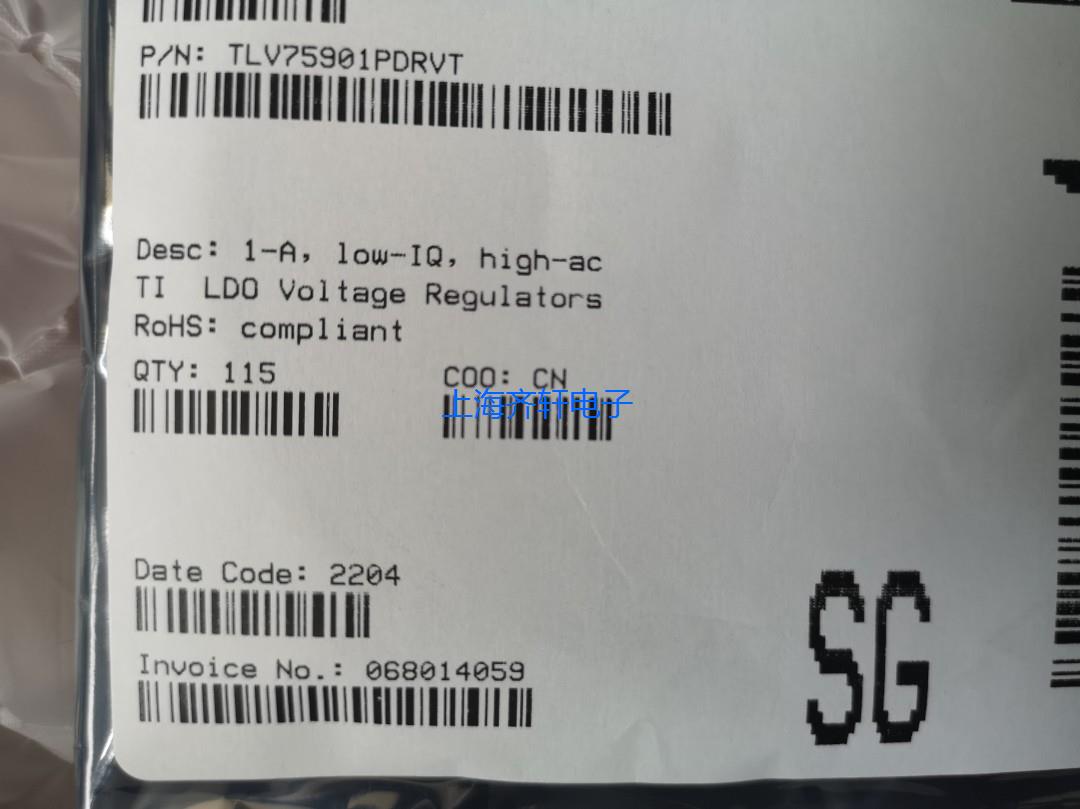 P/N: TLV75901PDRVT
Desc: 1-A, low-IQ, high-ac
TI LDO Voltage Regulators
RoHS: compliant
QTY: 115 COO: CN
上海齐轩电子
Date Code: 2204
Invoice No.: 068014059
SG